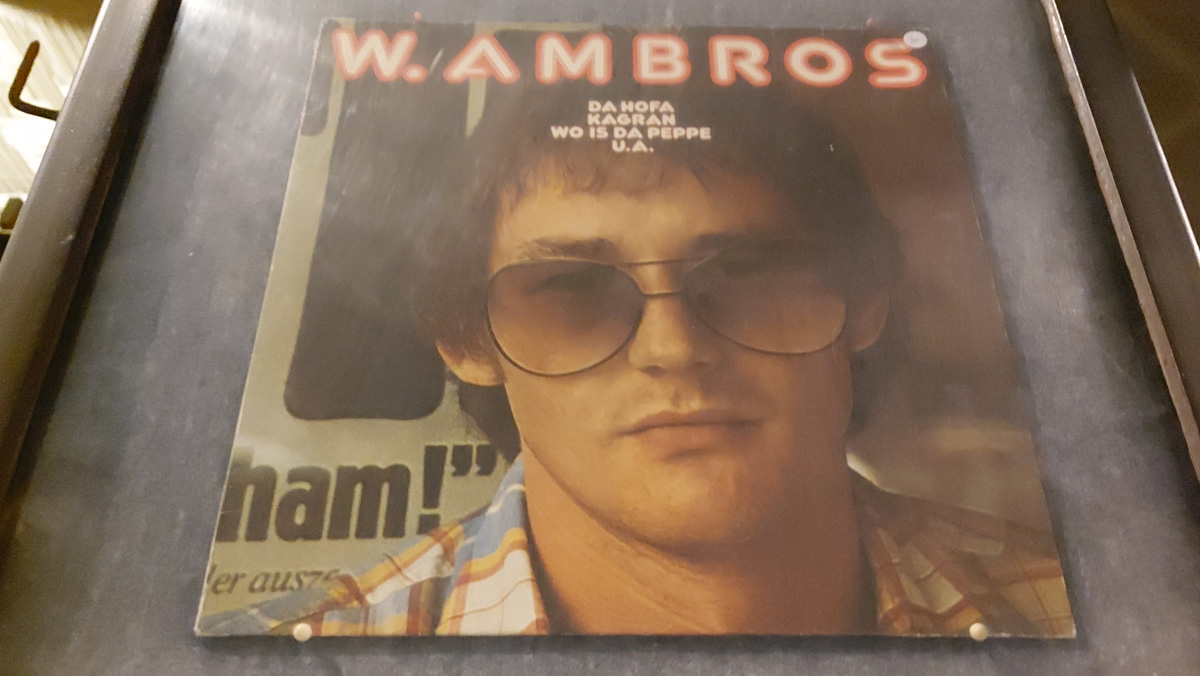 W. AMBROS
DA HOFA
KAGRAN
WO IS DA PEPPE
U.A.
ham!”